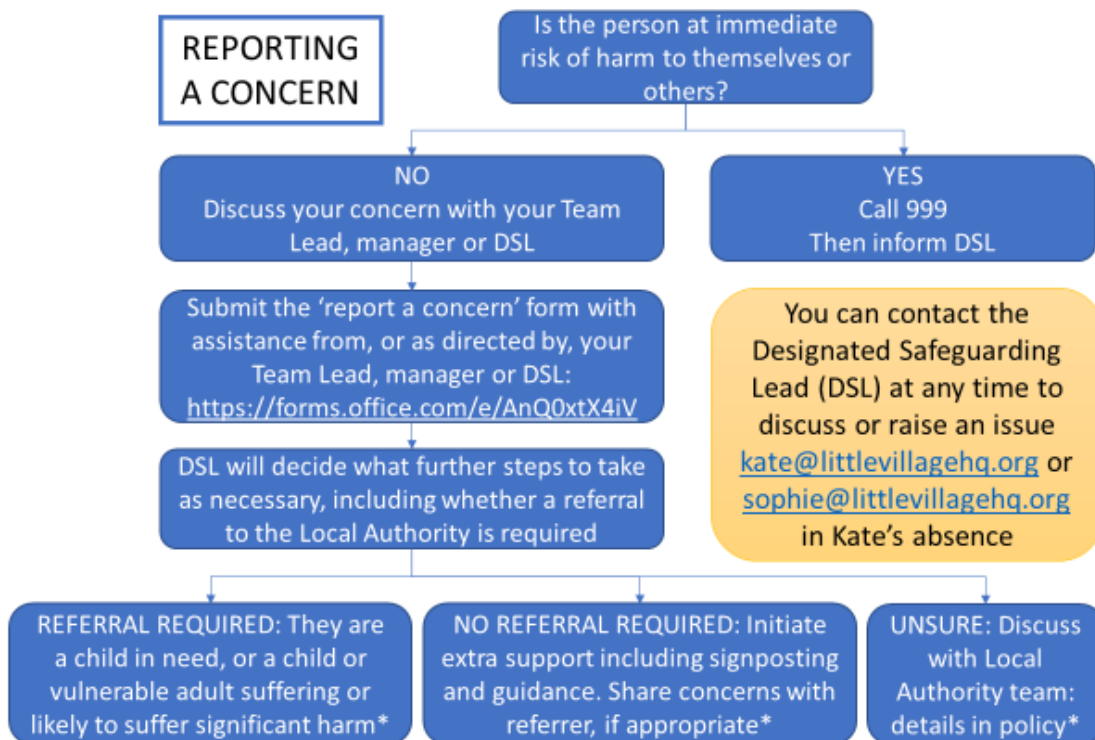 REPORTING
A CONCERN
Is the person at immediate
risk of harm to themselves or
others?
NO
Discuss your concern with your Team
Lead, manager or DSL
YES
Call 999
Then inform DSL
Submit the ‘report a concern’ form with
assistance from, or as directed by, your
Team Lead, manager or DSL:
https://forms.office.com/e/AnQ0xtX4iV
You can contact the
Designated Safeguarding
Lead (DSL) at any time to
discuss or raise an issue
kate@littlevillagehq.org or
sophie@littlevillagehq.org
in Kate’s absence
DSL will decide what further steps to take
as necessary, including whether a referral
to the Local Authority is required
REFERRAL REQUIRED: They are
a child in need, or a child or
vulnerable adult suffering or
likely to suffer significant harm*
NO REFERRAL REQUIRED: Initiate
extra support including signposting
and guidance. Share concerns with
referrer, if appropriate*
UNSURE: Discuss
with Local
Authority team:
details in policy*